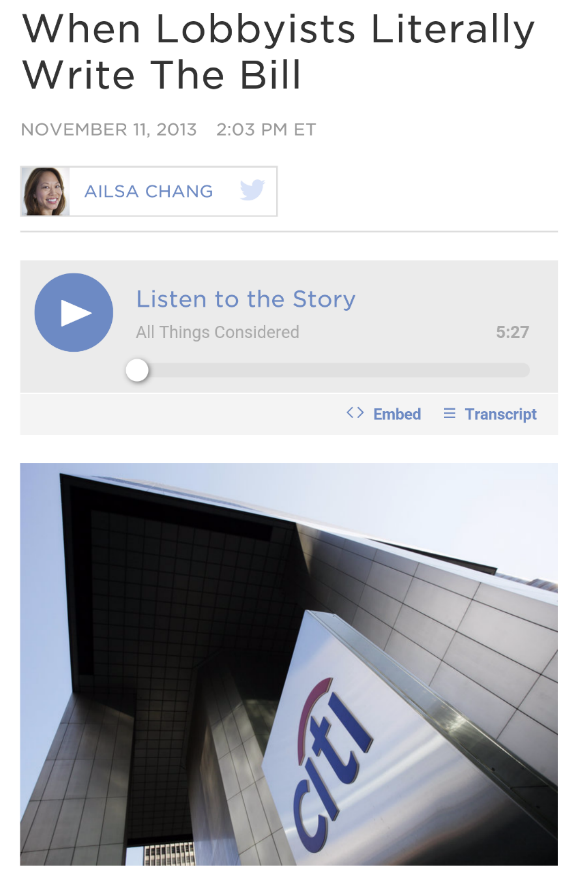 When Lobbyists Literally
Write The Bill
NOVEMBER 11, 2013 2:03 PM ET
AILSA CHANG
Listen to the Story
All Things Considered 5:27
Embed Transcript
citi